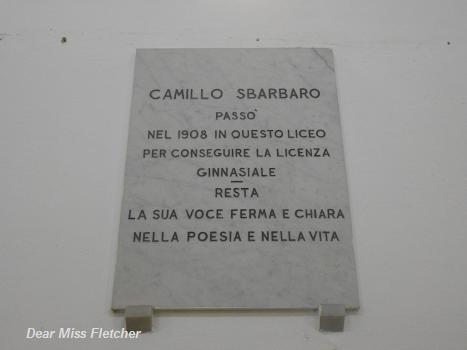 CAMILLO SBARBARO
PASSÒ
NEL 1908 IN QUESTO LICEO
PER CONSEGUIRE LA LICENZA
GINNASIALE
RESTA
LA SUA VOCE FERMA E CHIARA
NELLA POESIA E NELLA VITA
Dear Miss Fletcher